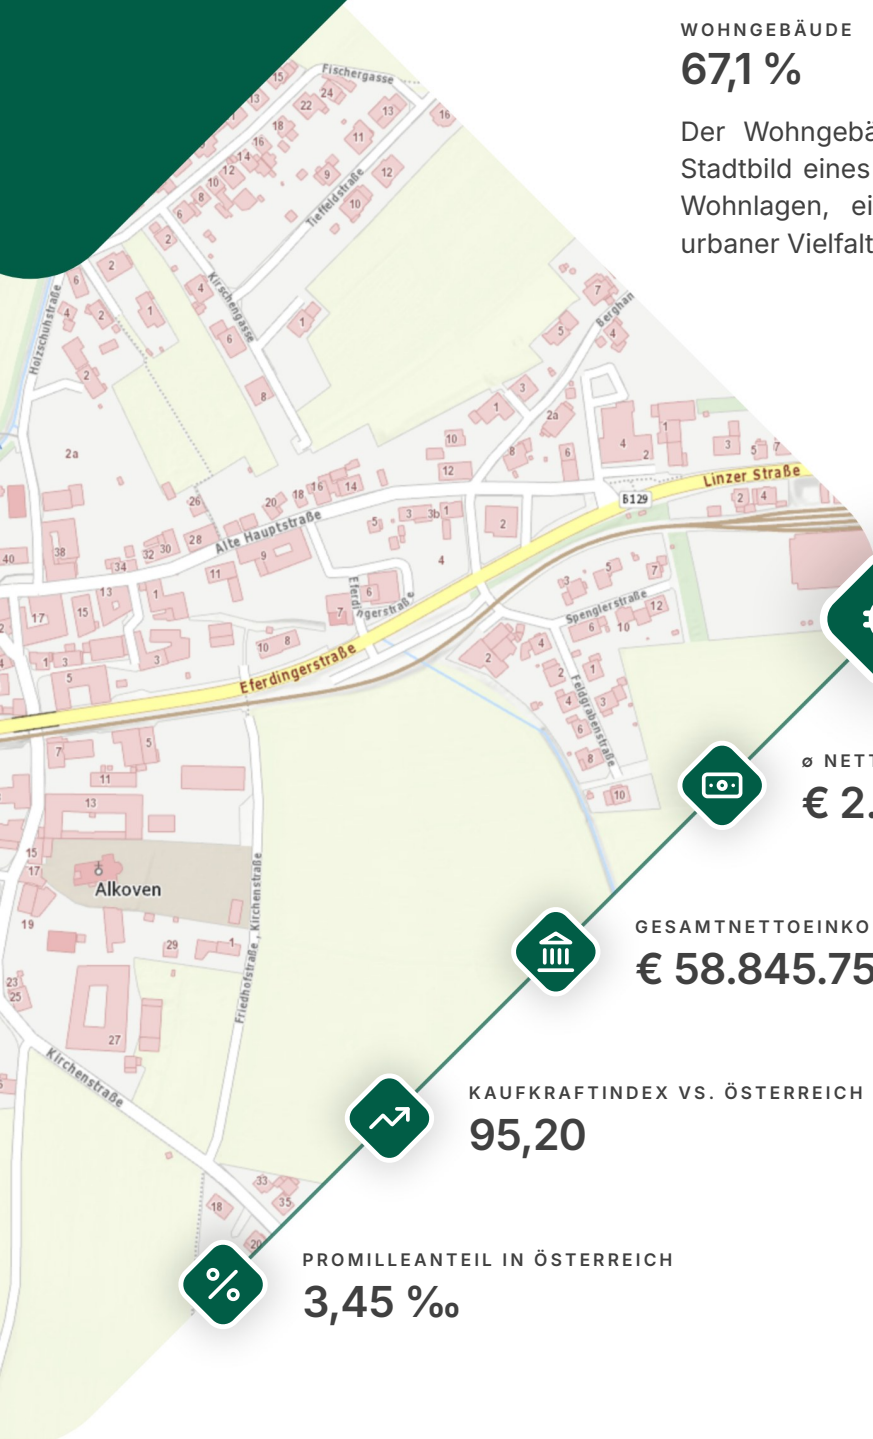 WOHNGEBÄUDE
67,1 %
Der Wohngebä
Stadtbild eines
Wohnlagen, ei
urbaner Vielfalt
Fischergasse
Tieffeldstraße
Kirschengasse
Holzschuhstraße
Berghan
Linzer Straße
B129
Alte Hauptstraße
Eferdingerstraße
Spenglerstraße
Feldgrabenstraße
Eferdingerstraße
ø NETT
€ 2.
Alkoven
Friedhofstraße , Kirchenstraße
GESAMTNETTOEINKO
€ 58.845.75
Kirchenstraße
KAUFKRAFTINDEX VS. ÖSTERREICH
95,20
PROMILLEANTEIL IN ÖSTERREICH
3,45 ‰